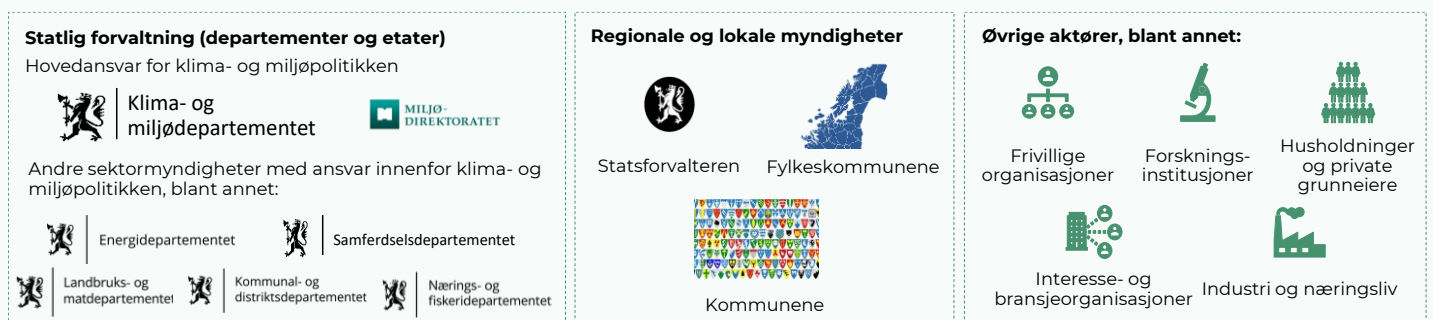 Statlig forvaltning (departementer og etater)
Hovedansvar for klima- og miljøpolitikken
Klima- og
miljødepartementet
MILJØ-
DIREKTORATET
Andre sektormyndigheter med ansvar innenfor klima- og
miljøpolitikken, blant annet:
Energidepartementet
Samferdselsdepartementet
Landbruks- og
matdepartementet
Kommunal- og
distriktsdepartementet
Nærings- og
fiskeridepartementet
Regionale og lokale myndigheter
Statsforvalteren
Fylkeskommunene
Kommunene
Øvrige aktører, blant annet:
Frivillige
organisasjoner
Forsknings-
institusjoner
Husholdninger
og private
grunneiere
Interesse- og
bransjeorganisasjoner
Industri og næringsliv